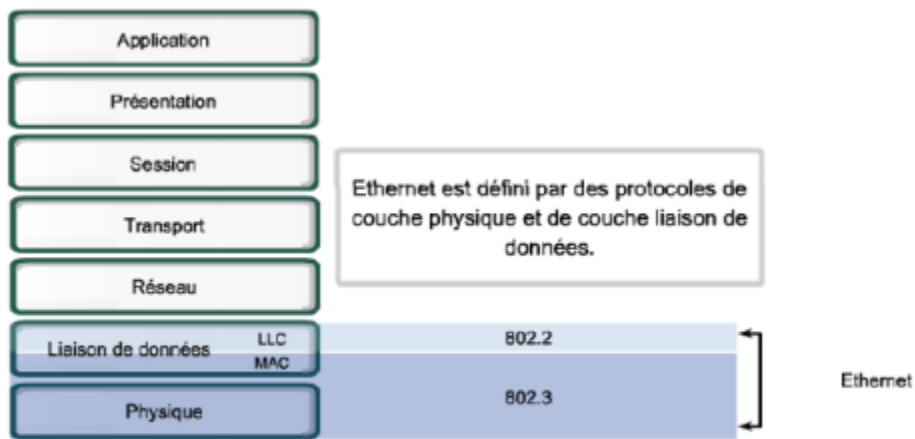 Application
Présentation
Session
Transport
Réseau
Ethernet est défini par des protocoles de
couche physique et de couche liaison de
données.
Liaison de données
LLC
MAC
Physique
802.2
802.3
Ethernet